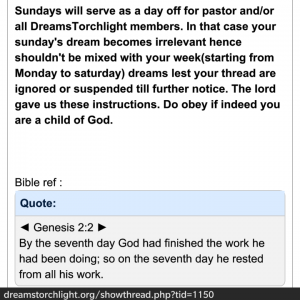 Sundays will serve as a day off for pastor and/or
all DreamsTorchlight members. In that case your
sunday's dream becomes irrelevant hence
shouldn't be mixed with your week(starting from
Monday to saturday) dreams lest your thread are
ignored or suspended till further notice. The lord
gave us these instructions. Do obey if indeed you
are a child of God.
Bible ref :
Quote:
◄ Genesis 2:2 ►
By the seventh day God had finished the work he
had been doing; so on the seventh day he rested
from all his work.
dreamstorchlight.org/showthread.php?tid=1150